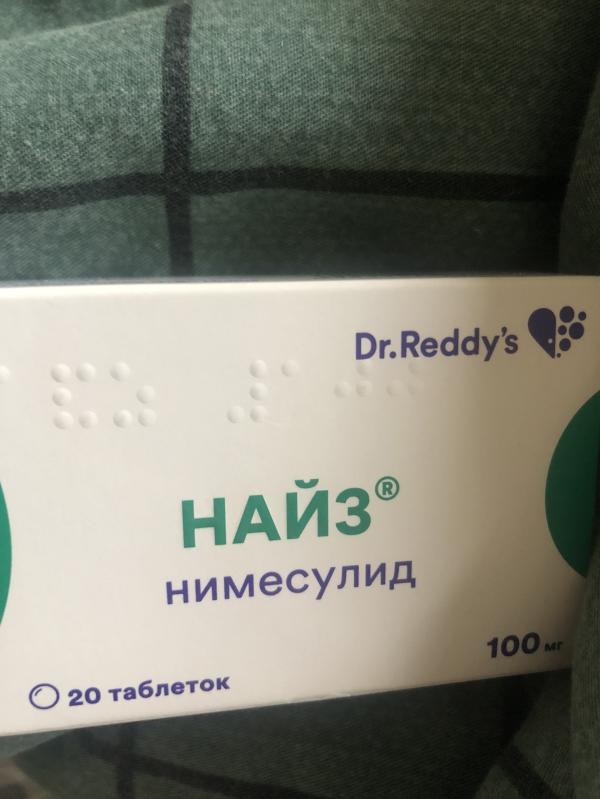 Dr.Reddy's
НАЙЗ®
нимесулид
100 мг
20 таблеток